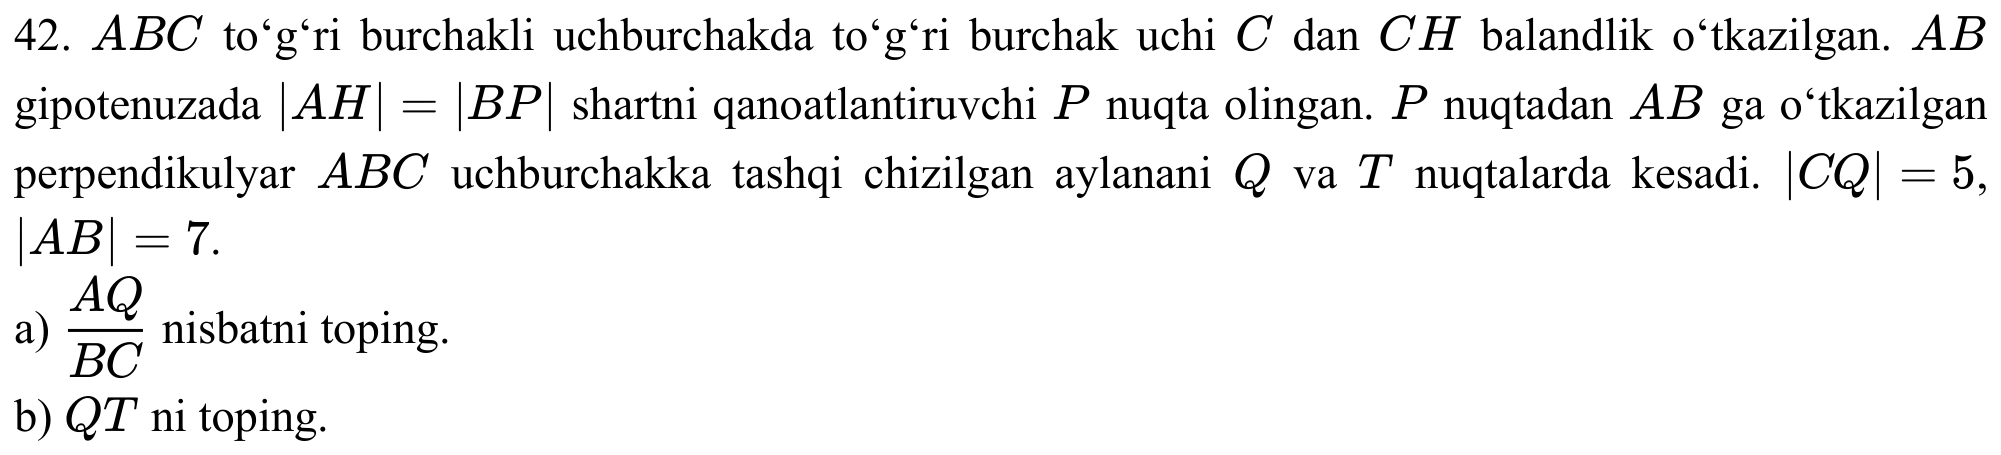 42. ABC to‘g‘ri burchakli uchburchakda to‘g‘ri burchak uchi C dan CH balandlik o‘tkazilgan. AB
gipotenuzada |AH| = |BP| shartni qanoatlantiruvchi P nuqta olingan. P nuqtadan AB ga o‘tkazilgan
perpendikulyar ABC uchburchakka tashqi chizilgan aylanani Q va T nuqtalarda kesadi. |CQ| = 5,
|AB| = 7.
a) \frac{AQ}{BC} nisbatni toping.
b) QT ni toping.